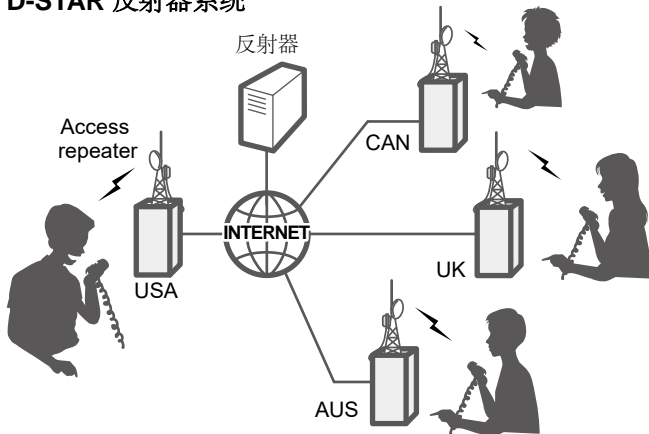 D-STAR 反射器系统
反射器
Access
repeater
CAN
INTERNET
UK
USA
AUS